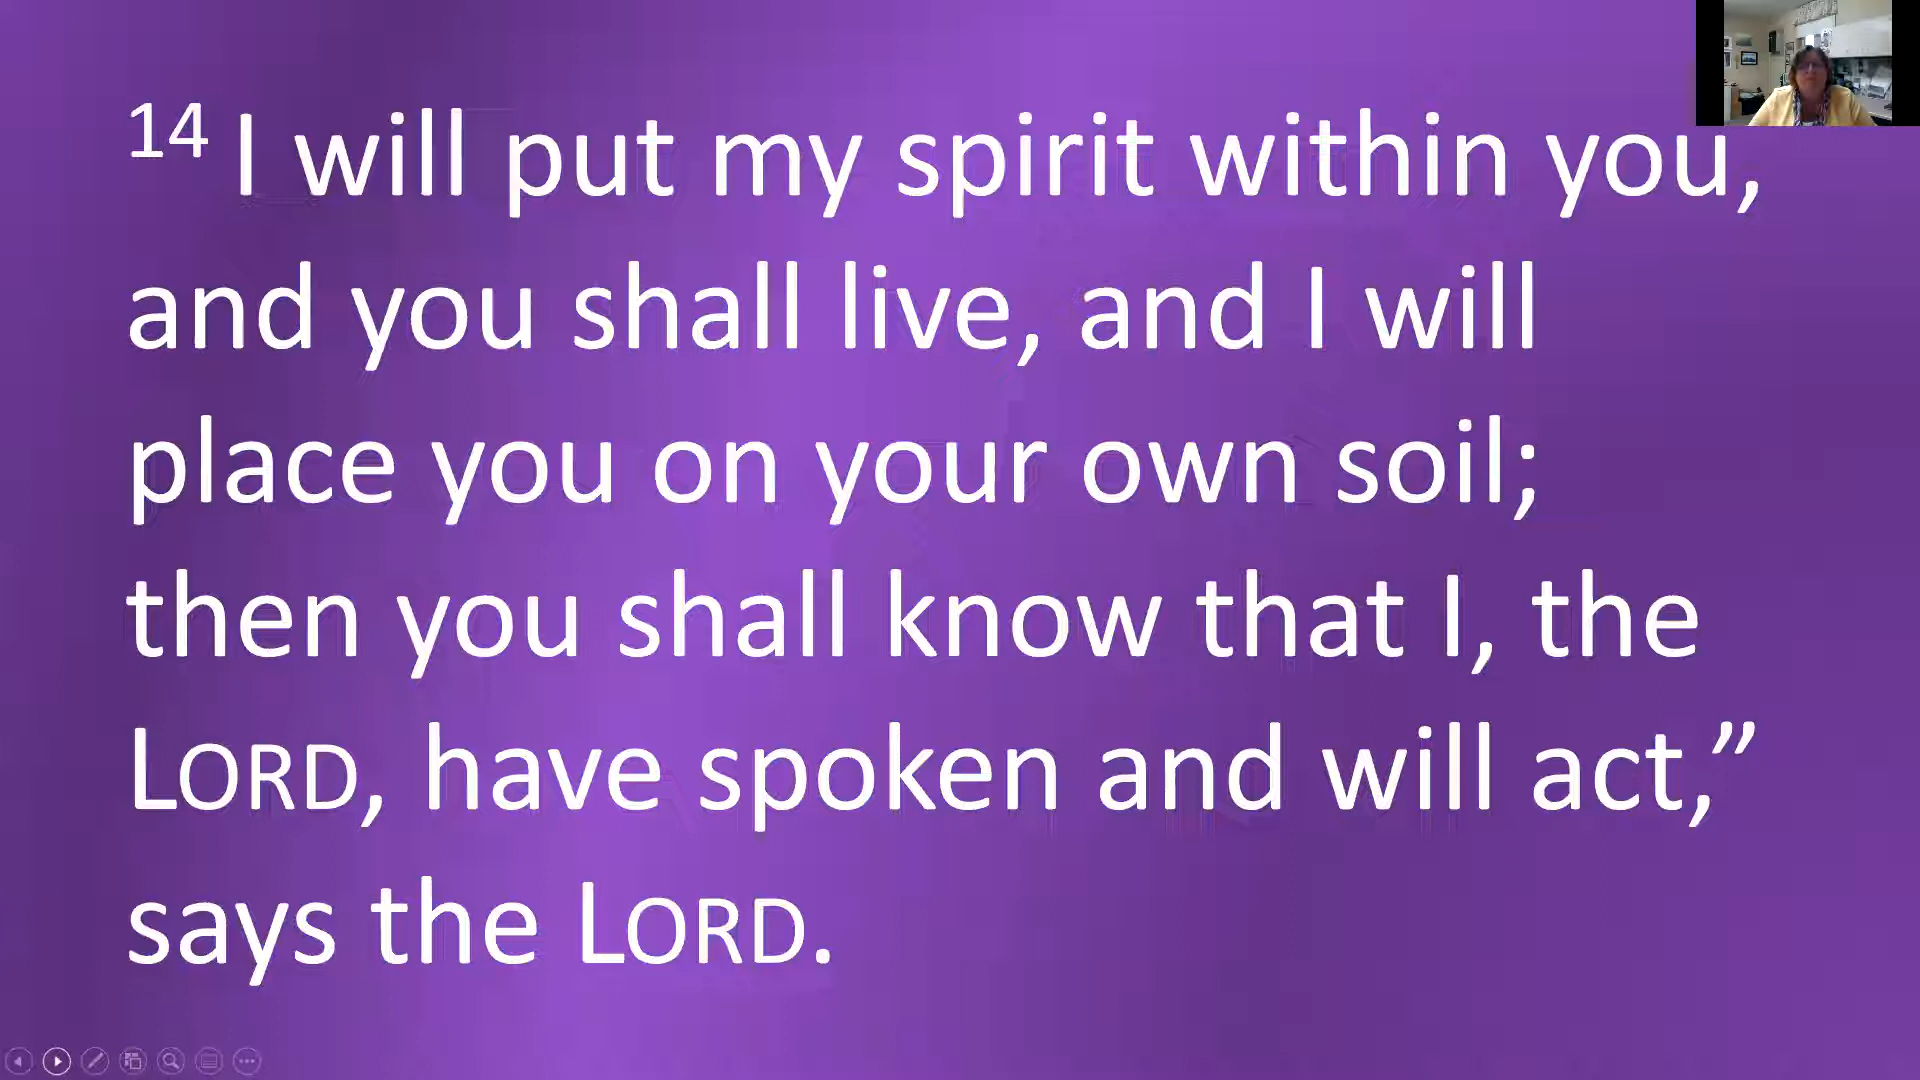 14 I will put my spirit within you,
and you shall live, and I will
place you on your own soil;
then you shall know that I, the
LORD, have spoken and will act,”
says the LORD.